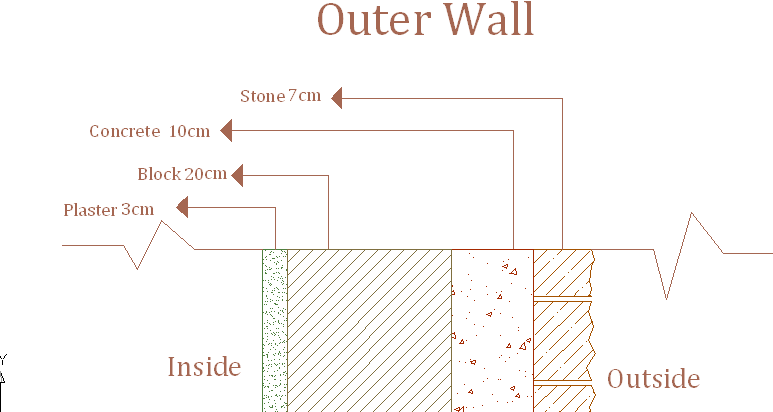 Outer Wall
Stone 7cm
Concrete 10cm
Block 20cm
Plaster 3cm
Inside
Outside
Y